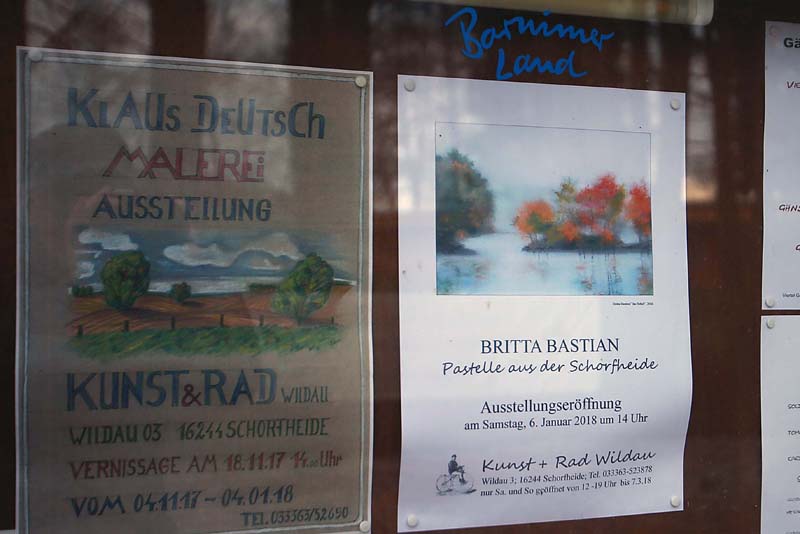 Barnimer
Land
KLAUS DEUTSCH
MALEREi
AUSSTEllUNG
KUNST&RAD WILDAU
WILDAU 03 16244 SCHORFHEIDE
VERNISSAGE AM 18.11.17 14.00 Uhr
VOM 04.11.17 - 04.01.18
TEL. 033363/52690
BRITTA BASTIAN
Pastelle aus der Schorfheide
Ausstellungseröffnung
am Samstag, 6. Januar 2018 um 14 Uhr
Kunst + Rad Wildau
Wildau 3; 16244 Schorfheide; Tel. 033363-523878
nur Sa. und So gpöffnet von 12 -19 Uhr bis 7.3.18
Gä
GÄNS